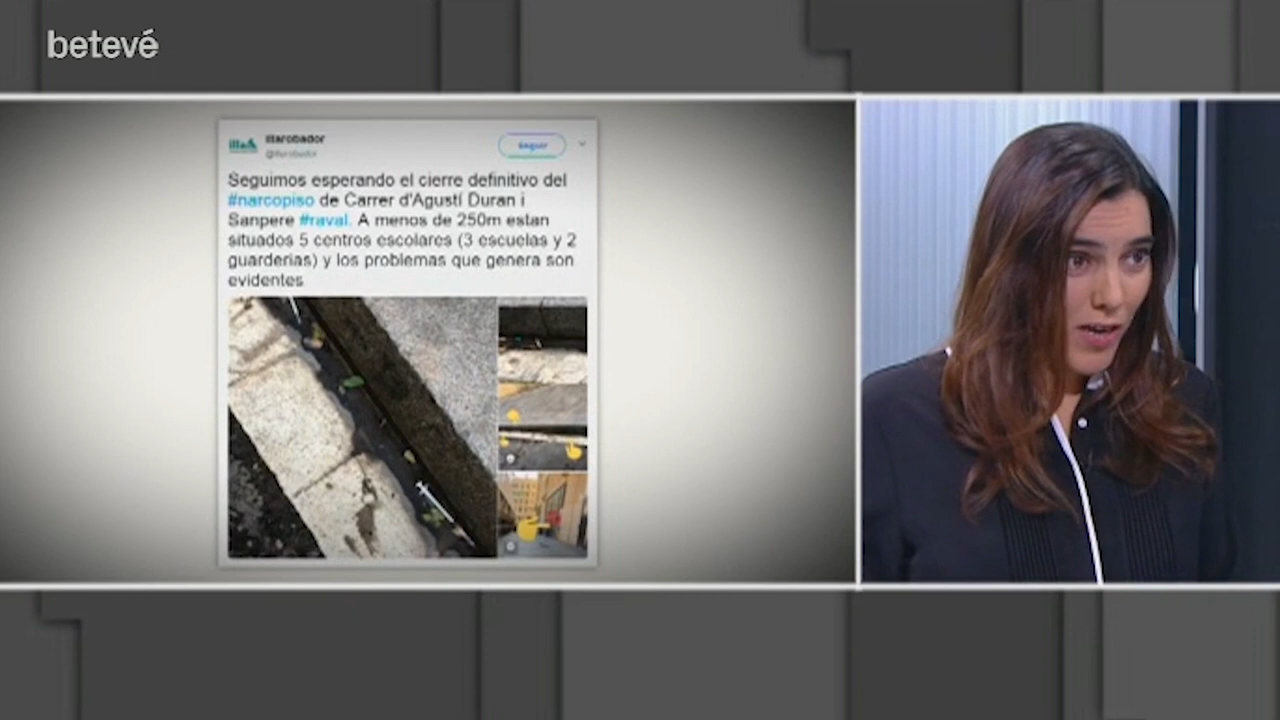 betevé
illarobador
@illarobador
Seguir
Seguimos esperando el cierre definitivo del
#narcopiso de Carrer d'Agustí Duran i
Sanpere #raval. A menos de 250m estan
situados 5 centros escolares (3 escuelas y 2
guarderias) y los problemas que genera son
evidentes